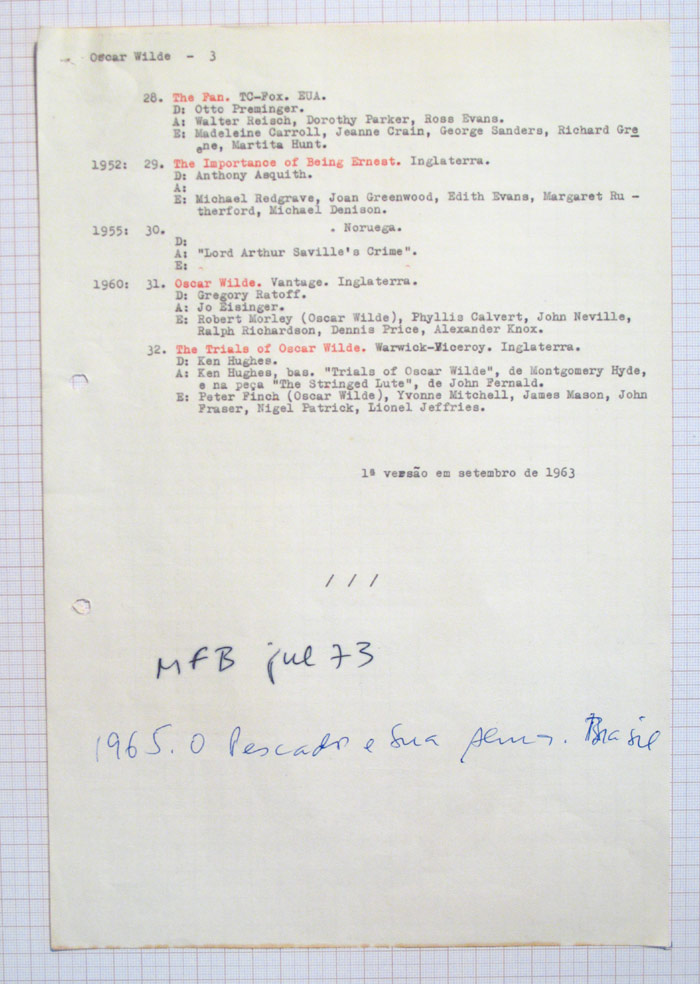 Oscar Wilde - 3
28. The Fan. TC-Fox. EUA.
D: Otto Preminger.
A: Walter Reisch, Dorothy Parker, Ross Evans.
E: Madeleine Carroll, Jeanne Crain, George Sanders, Richard Gre
ene, Martita Hunt.
1952: 29. The Importance of Being Ernest. Inglaterra.
D: Anthony Asquith.
A:
E: Michael Redgrave, Joan Greenwood, Edith Evans, Margaret Ru -
therford, Michael Denison.
1955: 30. . Noruega.
D:
A: "Lord Arthur Saville's Crime".
E:
1960: 31. Oscar Wilde. Vantage. Inglaterra.
D: Gregory Ratoff.
A: Jo Eisinger.
E: Robert Morley (Oscar Wilde), Phyllis Calvert, John Neville,
Ralph Richardson, Dennis Price, Alexander Knox.
32. The Trials of Oscar Wilde. Warwick-Viceroy. Inglaterra.
D: Ken Hughes.
A: Ken Hughes, bas. "Trials of Oscar Wilde", de Montgomery Hyde,
e na peça "The Stringed Lute", de John Fernald.
E: Peter Finch (Oscar Wilde), Yvonne Mitchell, James Mason, John
Fraser, Nigel Patrick, Lionel Jeffries.
1ª versão em setembro de 1963
/ / /
MFB jul 73
1965. O Pescador e Sua Alma. Brasil